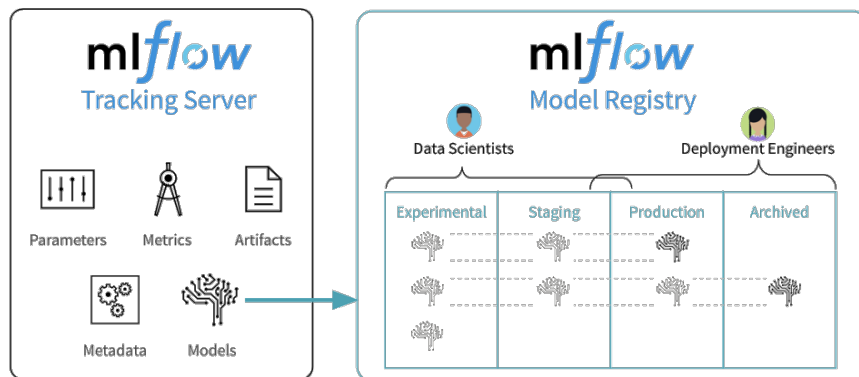 mlflow
Tracking Server
Parameters
Metrics
Artifacts
Metadata
Models
mlflow
Model Registry
Data Scientists
Deployment Engineers
Experimental
Staging
Production
Archived